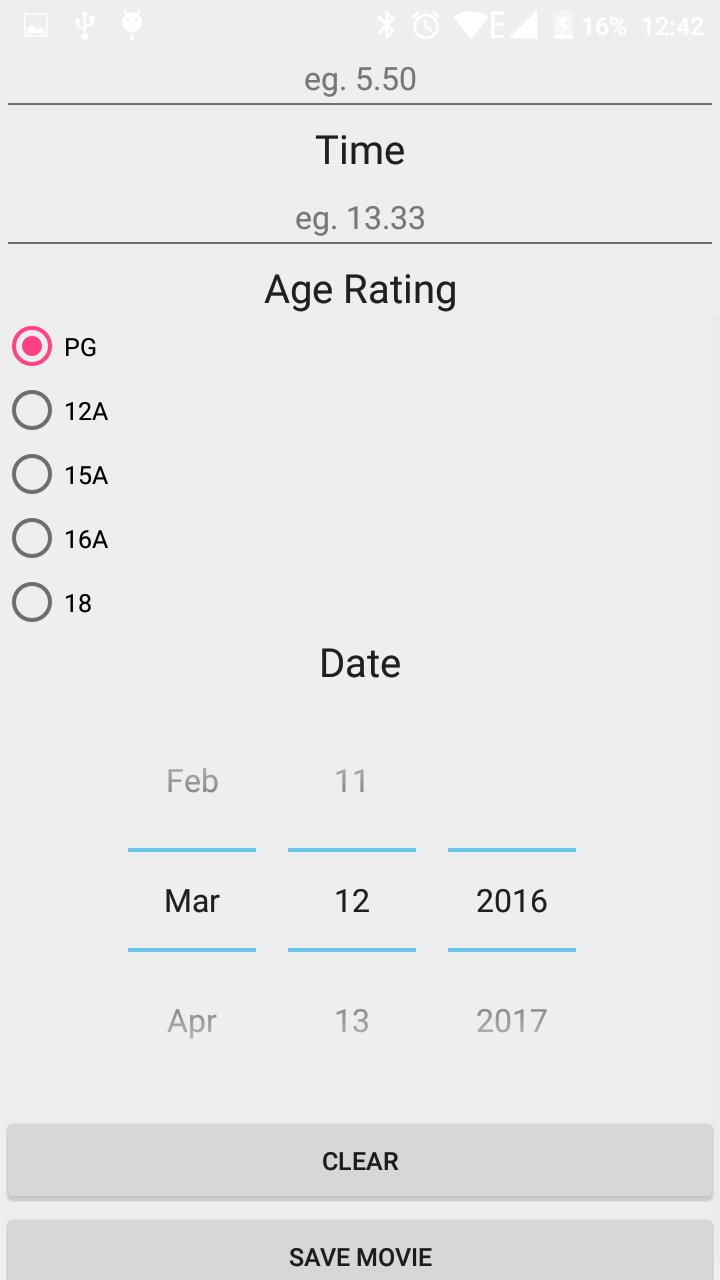 16% 12:42
eg. 5.50
Time
eg. 13.33
Age Rating
PG
12A
15A
16A
18
Date
Feb 11
Mar 12 2016
Apr 13 2017
CLEAR
SAVE MOVIE